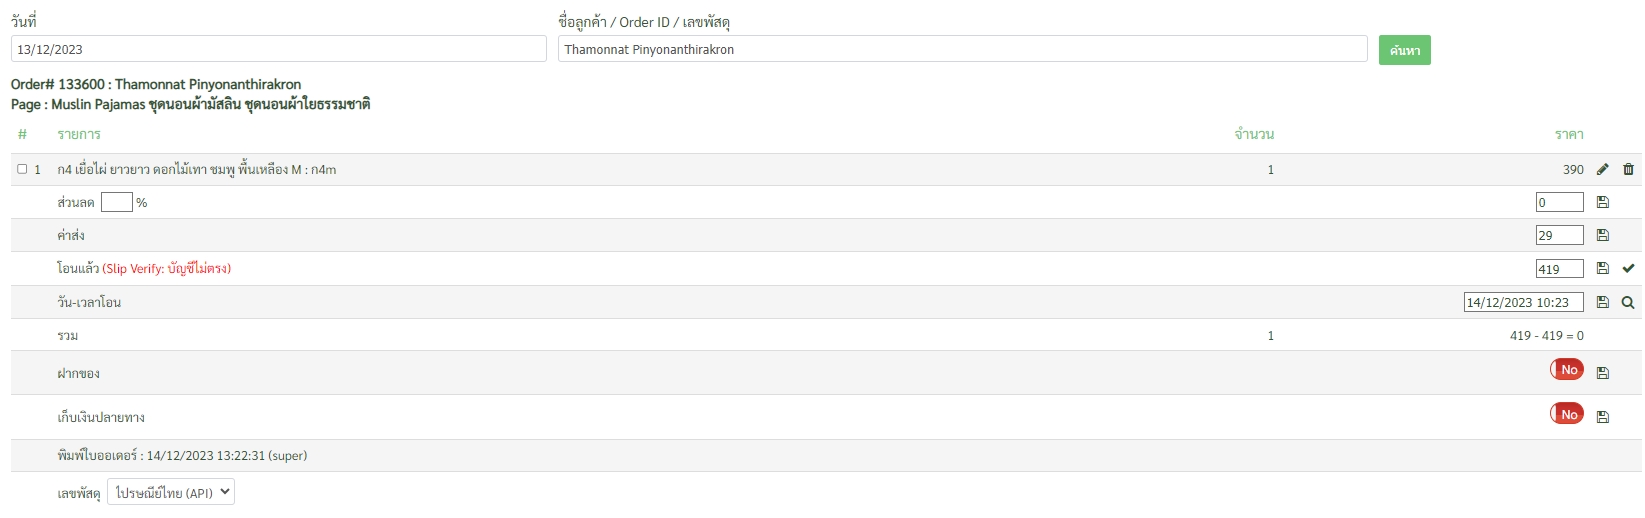 วันที่ ชื่อลูกค้า / Order ID / เลขพัสดุ
13/12/2023 Thamonnat Pinyonanthirakron ค้นหา
Order# 133600 : Thamonnat Pinyonanthirakron
Page : Muslin Pajamas ชุดนอนผ้ามัสลิน ชุดนอนผ้าใยธรรมชาติ
# รายการ จำนวน ราคา
1 ก4 เยื่อไผ่ ยาวยาว ดอกไม้เทา ชมพู พื้นเหลือง M : ก4m 1 390
ส่วนลด % 0
ค่าส่ง 29
โอนแล้ว (Slip Verify: บัญชีไม่ตรง) 419
วัน-เวลาโอน 14/12/2023 10:23
รวม 1 419 - 419 = 0
ฝากของ No
เก็บเงินปลายทาง No
พิมพ์ใบออเดอร์ : 14/12/2023 13:22:31 (super)
เลขพัสดุ ไปรษณีย์ไทย (API)